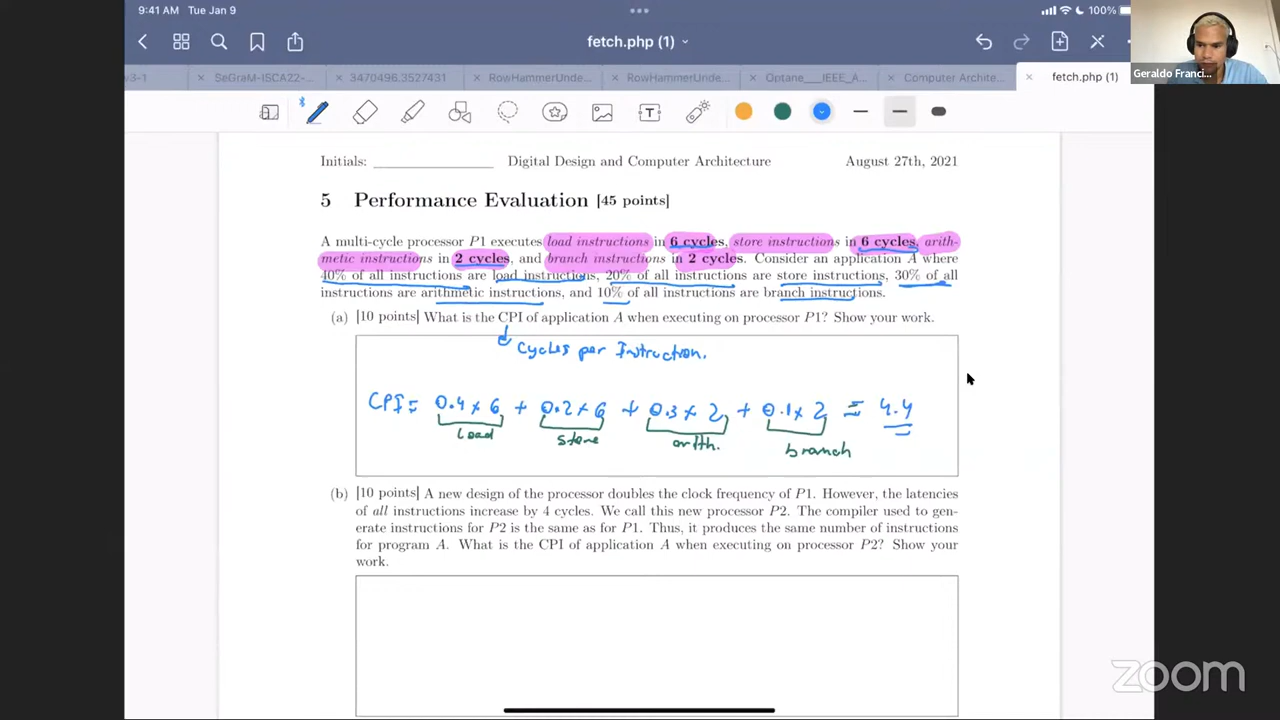 9:41 AM Tue Jan 9
100%
fetch.php (1)
Geraldo Franci...
w3-1
SeGraM-ISCA22-...
3470496.3527431
RowHammerUnde...
RowHammerUnde...
Optane___IEEE_A...
Computer Archite...
fetch.php (1)
Initials: Digital Design and Computer Architecture August 27th, 2021
5 Performance Evaluation [45 points]
A multi-cycle processor P1 executes load instructions in 6 cycles, store instructions in 6 cycles, arith-
metic instructions in 2 cycles, and branch instructions in 2 cycles. Consider an application A where
40% of all instructions are load instructions, 20% of all instructions are store instructions, 30% of all
instructions are arithmetic instructions, and 10% of all instructions are branch instructions.
(a) [10 points] What is the CPI of application A when executing on processor P1? Show your work.
Cycles per Instruction.
CPI = 0.4 x 6 + 0.2 x 6 + 0.3 x 2 + 0.1 x 2 = 4.4
load store arith. branch
(b) [10 points] A new design of the processor doubles the clock frequency of P1. However, the latencies
of all instructions increase by 4 cycles. We call this new processor P2. The compiler used to gen-
erate instructions for P2 is the same as for P1. Thus, it produces the same number of instructions
for program A. What is the CPI of application A when executing on processor P2? Show your
work.
zoom